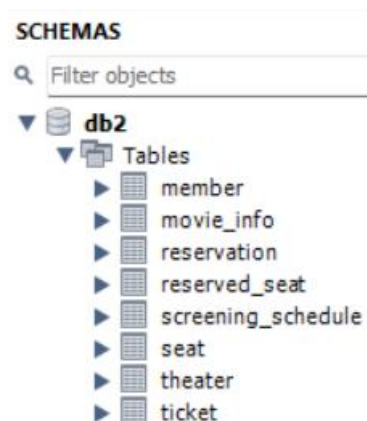 SCHEMAS
Filter objects
db2
Tables
member
movie_info
reservation
reserved_seat
screening_schedule
seat
theater
ticket